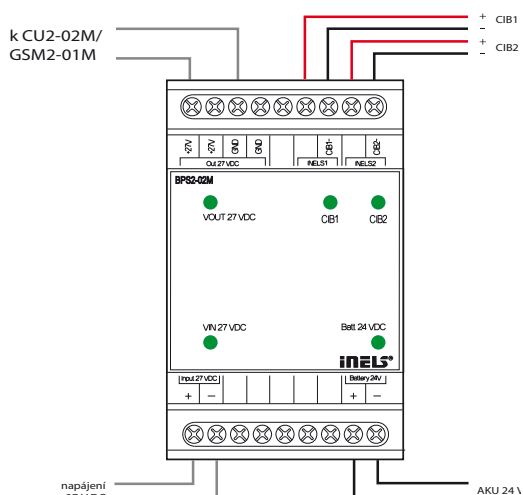 k CU2-02M/
GSM2-01M
+ CIB1
-
+ CIB2
-
+27V +27V GND GND CIB1- CIB2-
Out 27 VDC INELS1 INELS2
BPS2-02M
VOUT 27 VDC CIB1 CIB2
VIN 27 VDC Batt 24 VDC
iNELS®
Input 27 VDC Battery 24V
+ − + −
napájení
AKU 24 V